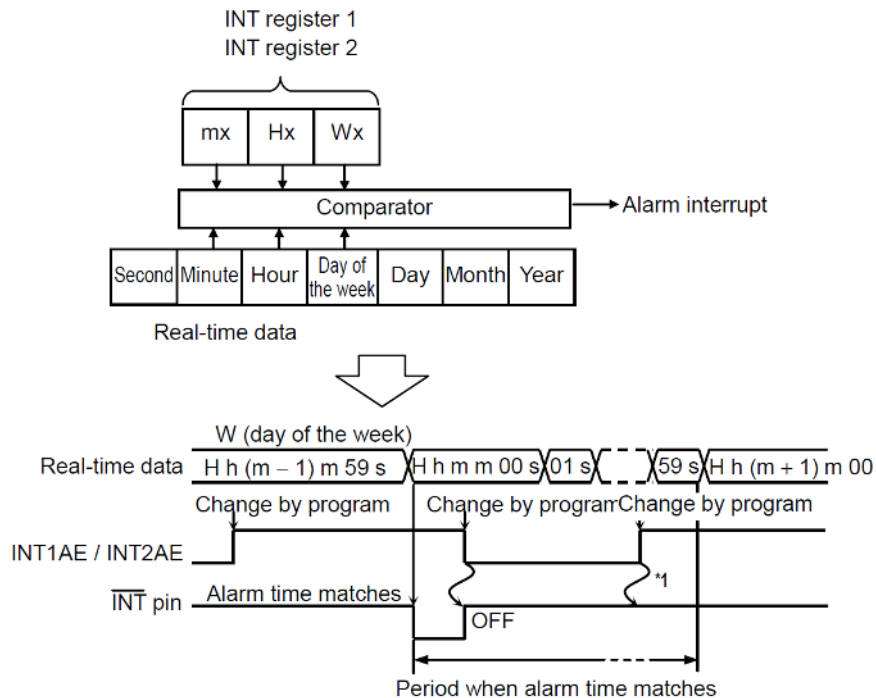 INT register 1
INT register 2
mx Hx Wx
Comparator
Alarm interrupt
Second Minute Hour Day of the week Day Month Year
Real-time data
W (day of the week)
Real-time data H h (m − 1) m 59 s H h m m 00 s 01 s 59 s H h (m + 1) m 00
Change by program Change by program Change by program
INT1AE / INT2AE
*1
INT pin Alarm time matches
OFF
Period when alarm time matches